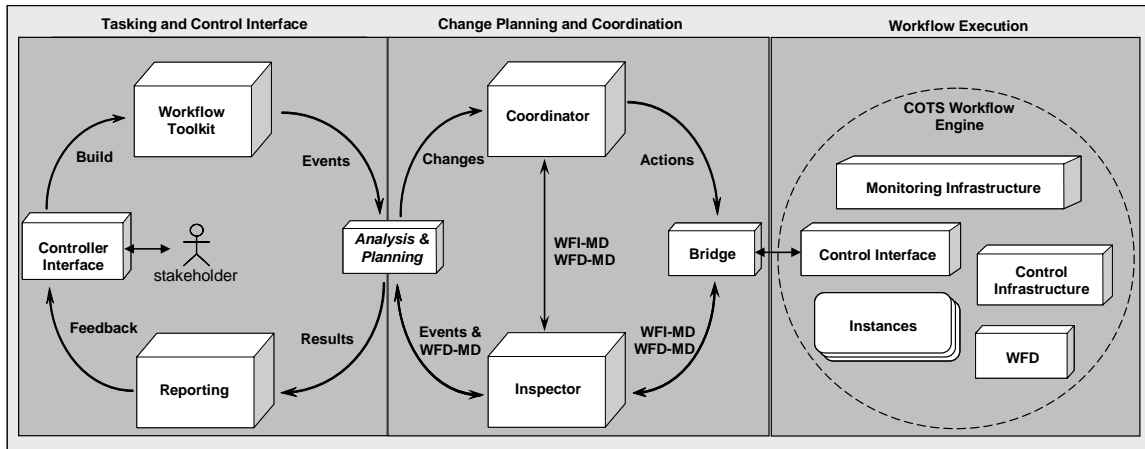 Tasking and Control Interface
Change Planning and Coordination
Workflow Execution
Workflow
Toolkit
Build
Events
Controller
Interface
stakeholder
Analysis &
Planning
Feedback
Results
Reporting
Coordinator
Changes
Actions
WFI-MD
WFD-MD
Bridge
Events &
WFD-MD
WFI-MD
WFD-MD
Inspector
COTS Workflow
Engine
Monitoring Infrastructure
Control Interface
Control
Infrastructure
Instances
WFD